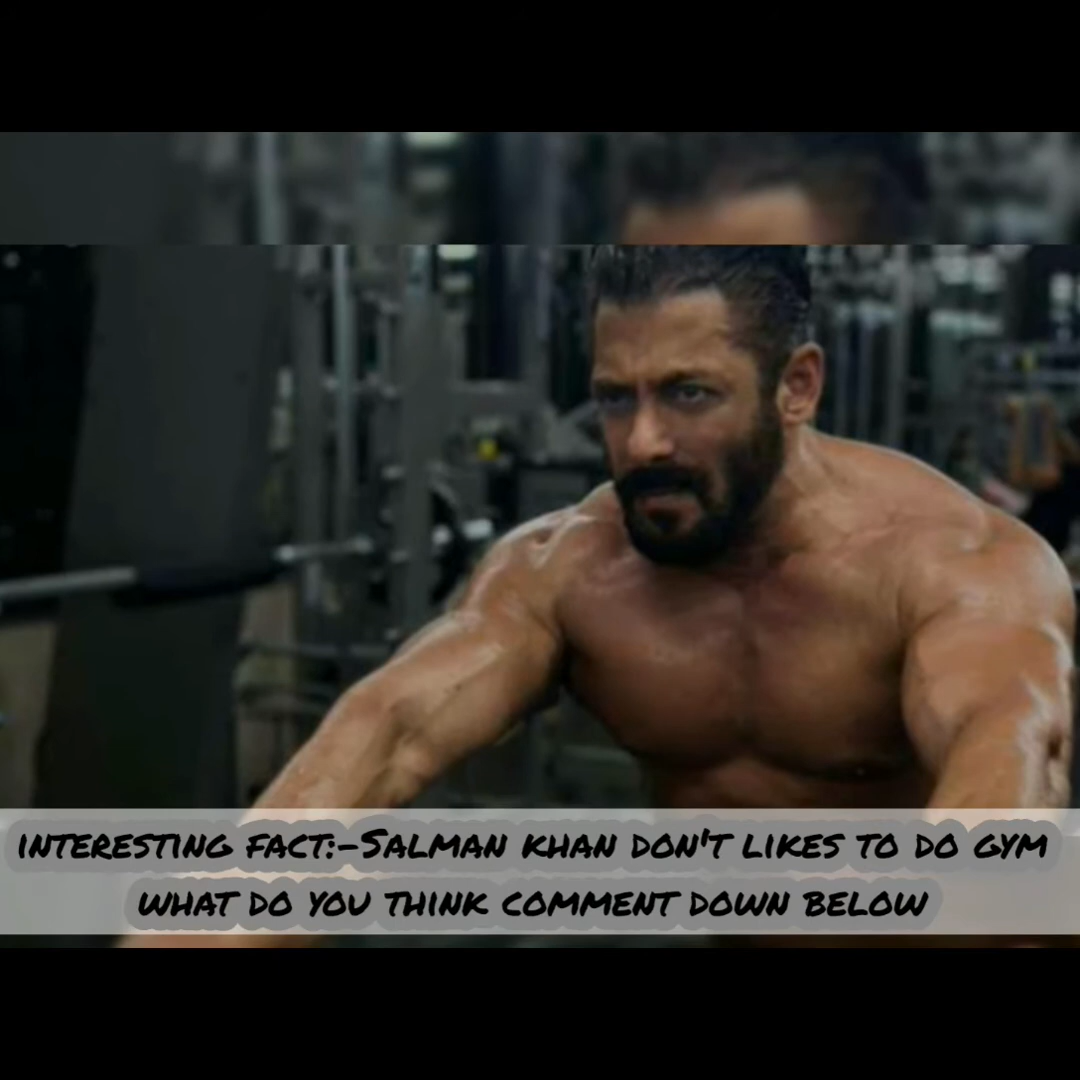 INTERESTING FACT:-SALMAN KHAN DON'T LIKES TO DO GYM
WHAT DO YOU THINK COMMENT DOWN BELOW